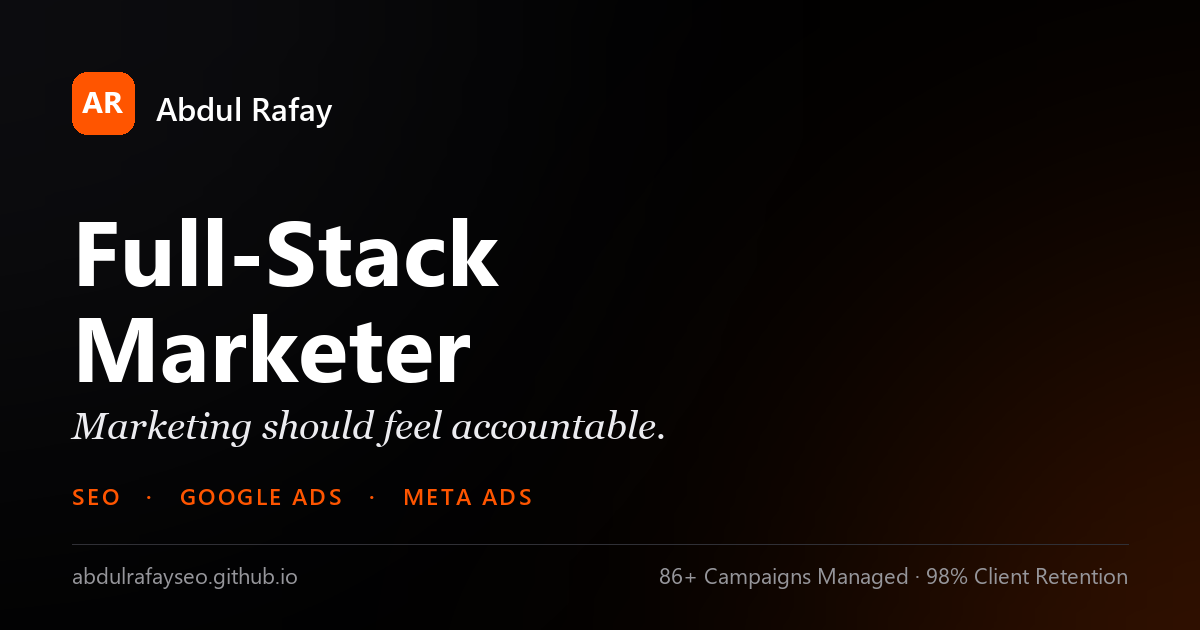 AR
Abdul Rafay
Full-Stack
Marketer
Marketing should feel accountable.
SEO · GOOGLE ADS · META ADS
abdulrafayseo.github.io
86+ Campaigns Managed · 98% Client Retention